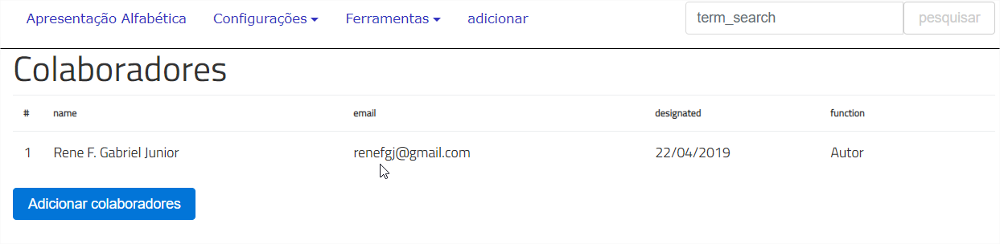 Apresentação Alfabética Configurações Ferramentas adicionar term_search pesquisar
Colaboradores
# name email designated function
1 Rene F. Gabriel Junior renefgj@gmail.com 22/04/2019 Autor
Adicionar colaboradores